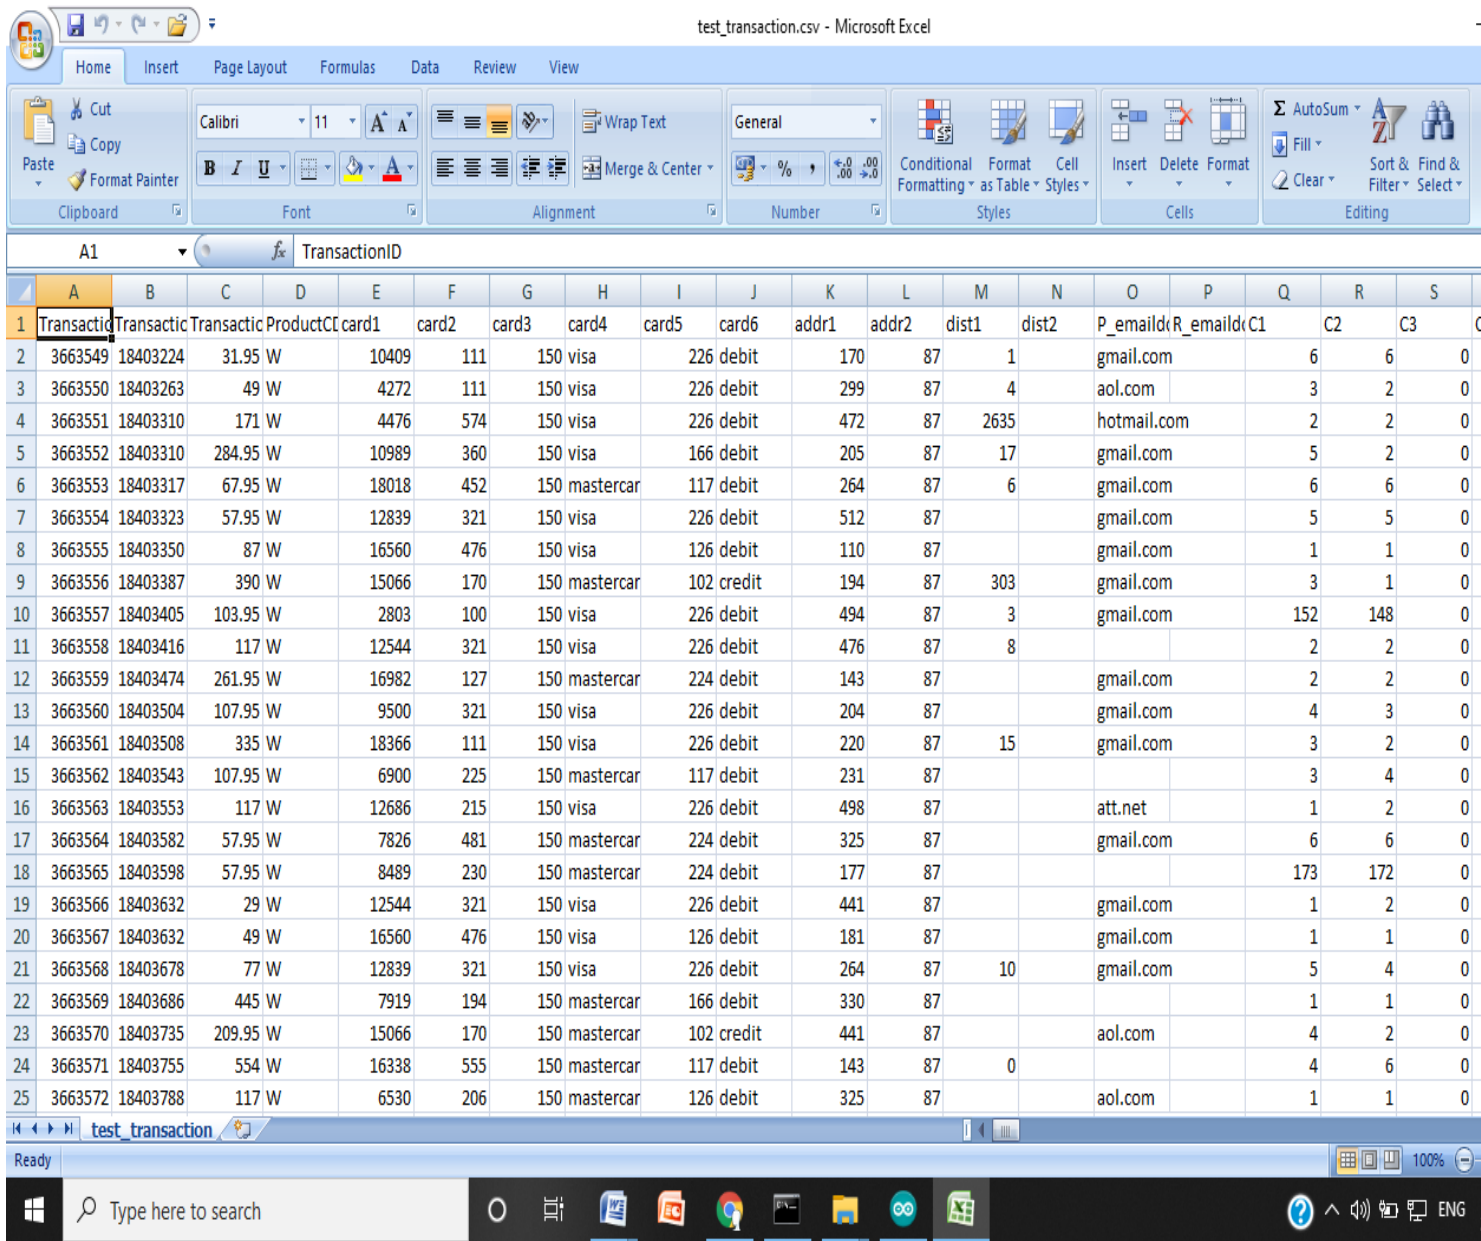 test_transaction.csv - Microsoft Excel
Home Insert Page Layout Formulas Data Review View
Paste Cut Copy Format Painter
Calibri 11 A A
B I U A
Wrap Text
Merge & Center
General
% , .0 .00 .00 .0
Conditional Formatting Format as Table Cell Styles
Insert Delete Format
Σ AutoSum Fill Clear
Sort & Filter Find & Select
Clipboard Font Alignment Number Styles Cells Editing
A1 fx TransactionID
A B C D E F G H I J K L M N O P Q R S
1 Transactic Transactic Transactic ProductCD card1 card2 card3 card4 card5 card6 addr1 addr2 dist1 dist2 P_emaildo R_emaildo C1 C2 C3
2 3663549 18403224 31.95 W 10409 111 150 visa 226 debit 170 87 1 gmail.com 6 6 0
3 3663550 18403263 49 W 4272 111 150 visa 226 debit 299 87 4 aol.com 3 2 0
4 3663551 18403310 171 W 4476 574 150 visa 226 debit 472 87 2635 hotmail.com 2 2 0
5 3663552 18403310 284.95 W 10989 360 150 visa 166 debit 205 87 17 gmail.com 5 2 0
6 3663553 18403317 67.95 W 18018 452 150 mastercar 117 debit 264 87 6 gmail.com 6 6 0
7 3663554 18403323 57.95 W 12839 321 150 visa 226 debit 512 87 gmail.com 5 5 0
8 3663555 18403350 87 W 16560 476 150 visa 126 debit 110 87 gmail.com 1 1 0
9 3663556 18403387 390 W 15066 170 150 mastercar 102 credit 194 87 303 gmail.com 3 1 0
10 3663557 18403405 103.95 W 2803 100 150 visa 226 debit 494 87 3 gmail.com 152 148 0
11 3663558 18403416 117 W 12544 321 150 visa 226 debit 476 87 8 2 2 0
12 3663559 18403474 261.95 W 16982 127 150 mastercar 224 debit 143 87 gmail.com 2 2 0
13 3663560 18403504 107.95 W 9500 321 150 visa 226 debit 204 87 gmail.com 4 3 0
14 3663561 18403508 335 W 18366 111 150 visa 226 debit 220 87 15 gmail.com 3 2 0
15 3663562 18403543 107.95 W 6900 225 150 mastercar 117 debit 231 87 3 4 0
16 3663563 18403553 117 W 12686 215 150 visa 226 debit 498 87 att.net 1 2 0
17 3663564 18403582 57.95 W 7826 481 150 mastercar 224 debit 325 87 gmail.com 6 6 0
18 3663565 18403598 57.95 W 8489 230 150 mastercar 224 debit 177 87 173 172 0
19 3663566 18403632 29 W 12544 321 150 visa 226 debit 441 87 gmail.com 1 2 0
20 3663567 18403632 49 W 16560 476 150 visa 126 debit 181 87 gmail.com 1 1 0
21 3663568 18403678 77 W 12839 321 150 visa 226 debit 264 87 10 gmail.com 5 4 0
22 3663569 18403686 445 W 7919 194 150 mastercar 166 debit 330 87 1 1 0
23 3663570 18403735 209.95 W 15066 170 150 mastercar 102 credit 441 87 aol.com 4 2 0
24 3663571 18403755 554 W 16338 555 150 mastercar 117 debit 143 87 0 4 6 0
25 3663572 18403788 117 W 6530 206 150 mastercar 126 debit 325 87 aol.com 1 1 0
test_transaction
Ready 100%
Type here to search ENG